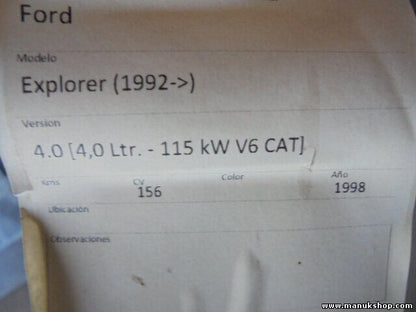 Ford
Modelo
Explorer (1992->)
Version
4.0 [4,0 Ltr. - 115 kW V6 CAT]
Kms CV Color Año
156 1998
Ubicación
Observaciones
www.manukshop.com